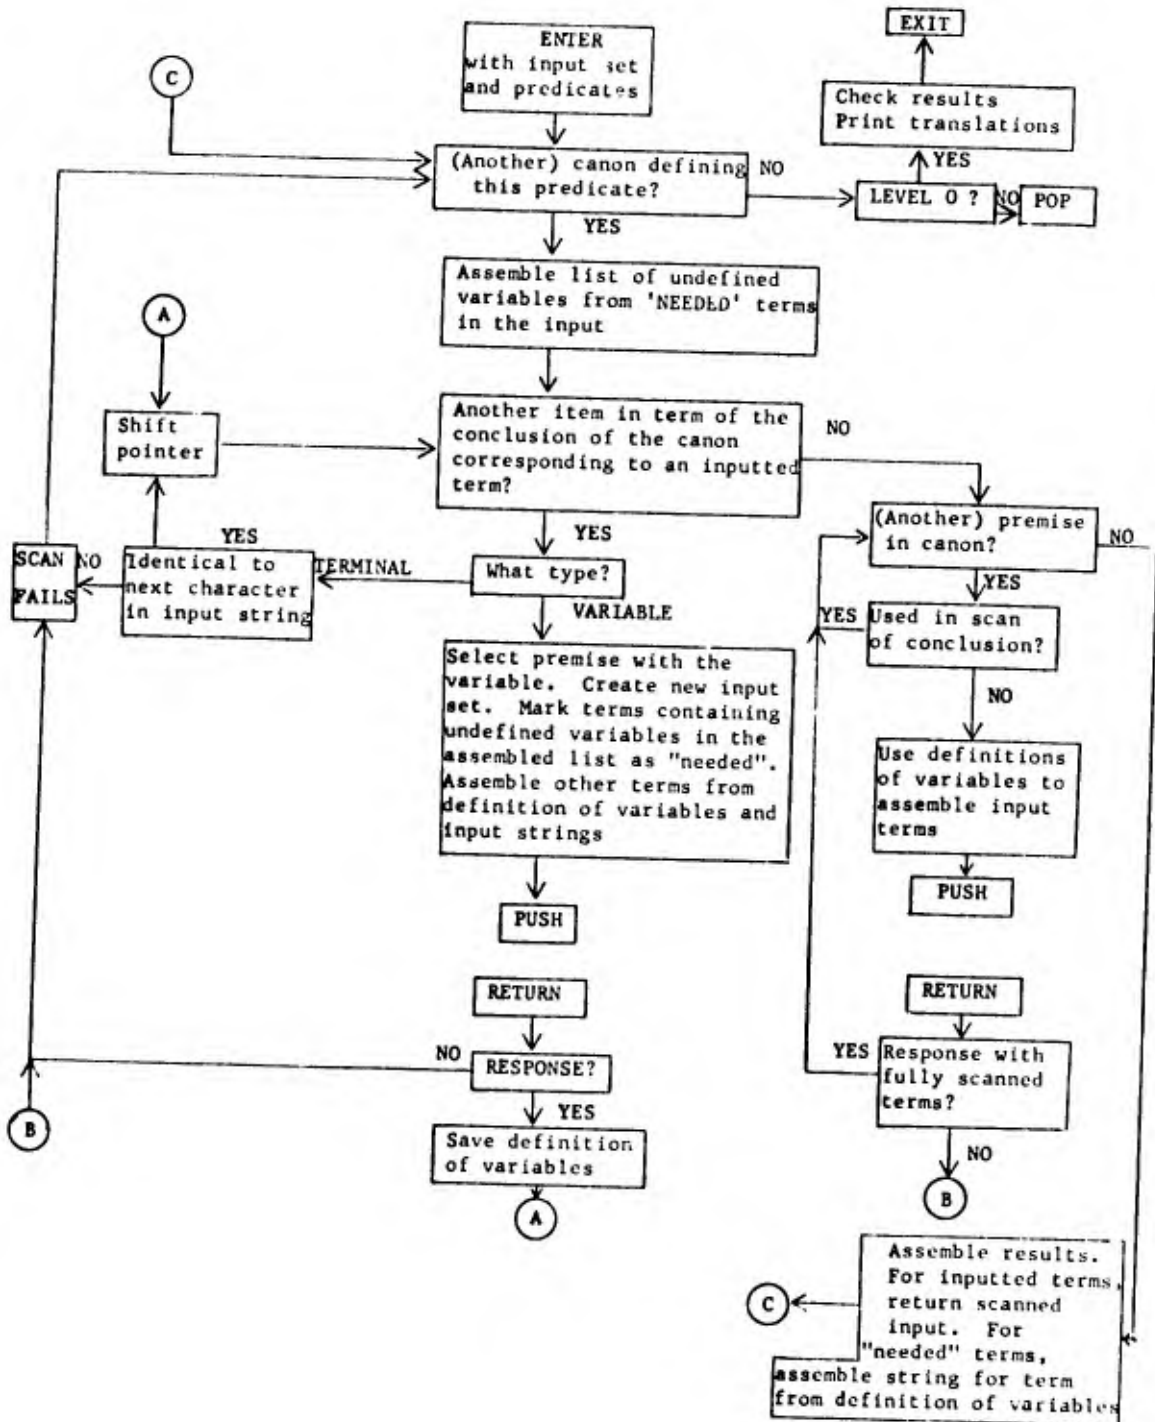 EXIT
ENTER
with input set
and predicates
C
Check results
Print translations
YES
(Another) canon defining
this predicate?
NO
LEVEL 0 ?
NO
POP
YES
Assemble list of undefined
variables from 'NEEDED' terms
in the input
A
Shift
pointer
Another item in term of the
conclusion of the canon
corresponding to an inputted
term?
NO
YES
(Another) premise
in canon?
NO
YES
SCAN
FAILS
NO
YES
Identical to
next character
in input string
TERMINAL
What type?
VARIABLE
YES
Used in scan
of conclusion?
NO
Select premise with the
variable. Create new input
set. Mark terms containing
undefined variables in the
assembled list as "needed".
Assemble other terms from
definition of variables and
input strings
Use definitions
of variables to
assemble input
terms
PUSH
PUSH
RETURN
RETURN
NO
RESPONSE?
YES
YES
Response with
fully scanned
terms?
NO
B
Save definition
of variables
A
B
Assemble results.
For inputted terms,
return scanned
input. For
"needed" terms,
assemble string for term
from definition of variables
C